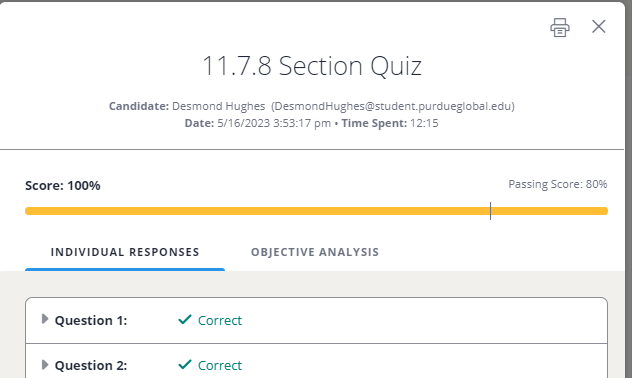 11.7.8 Section Quiz
Candidate: Desmond Hughes (DesmondHughes@student.purdueglobal.edu)
Date: 5/16/2023 3:53:17 pm • Time Spent: 12:15
Score: 100%
Passing Score: 80%
INDIVIDUAL RESPONSES
OBJECTIVE ANALYSIS
Question 1:
Correct
Question 2:
Correct